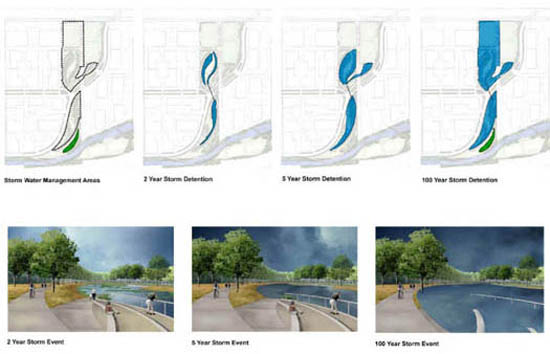 Storm Water Management Areas
2 Year Storm Detention
5 Year Storm Detention
100 Year Storm Detention
2 Year Storm Event
5 Year Storm Event
100 Year Storm Event